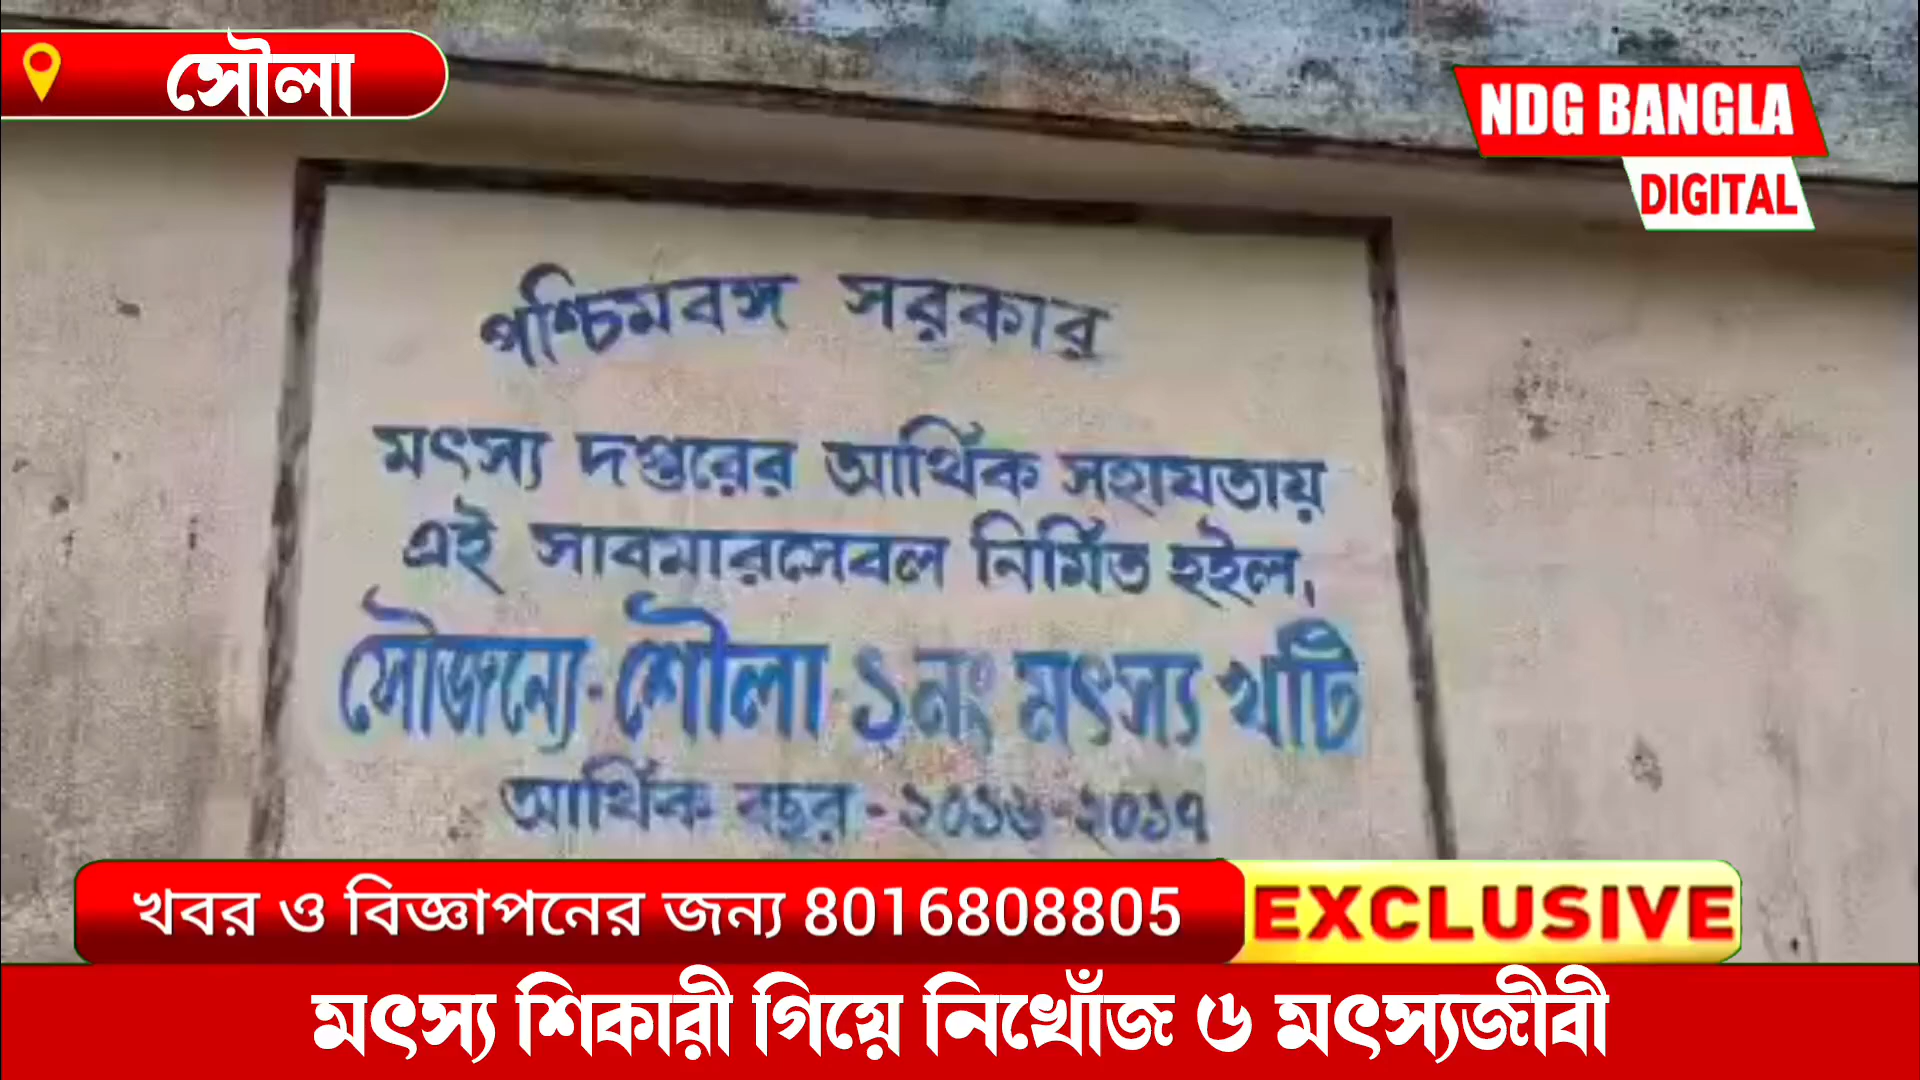 সৌলা
NDG BANGLA
DIGITAL
পশ্চিমবঙ্গ সরকার
মৎস্য দপ্তরের আর্থিক সহাযতায়
এই সাবমারসেবল নির্মিত হইল,
সৌজন্যে-শৌলা ১নং মৎস্য খটি
আর্থিক বছর - ২০১৬-২০১৭
খবর ও বিজ্ঞাপনের জন্য 8016808805
EXCLUSIVE
মৎস্য শিকারী গিয়ে নিখোঁজ ৬ মৎস্যজীবী